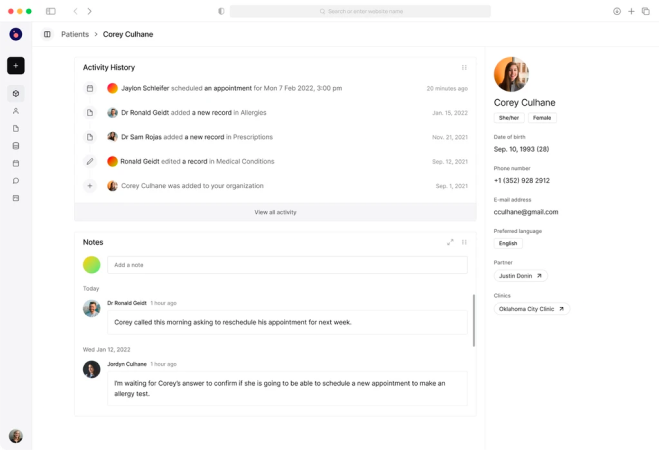 Search or enter website name
Patients > Corey Culhane
Activity History
Jaylon Schleifer scheduled an appointment for Mon 7 Feb 2022, 3:00 pm
20 minutes ago
Dr Ronald Geidt added a new record in Allergies
Jan. 15, 2022
Dr Sam Rojas added a new record in Prescriptions
Nov. 21, 2021
Ronald Geidt edited a record in Medical Conditions
Sep. 12, 2021
Corey Culhane was added to your organization
Sep. 1, 2021
View all activity
Notes
Add a note
Today
Dr Ronald Geidt 1 hour ago
Corey called this morning asking to reschedule his appointment for next week.
Wed Jan 12, 2022
Jordyn Culhane 1 hour ago
I'm waiting for Corey's answer to confirm if she is going to be able to schedule a new appointment to make an
allergy test.
Corey Culhane
She/her Female
Date of birth
Sep. 10, 1993 (28)
Phone number
+1 (352) 928 2912
E-mail address
cculhane@gmail.com
Preferred language
English
Partner
Justin Donin
Clinics
Oklahoma City Clinic